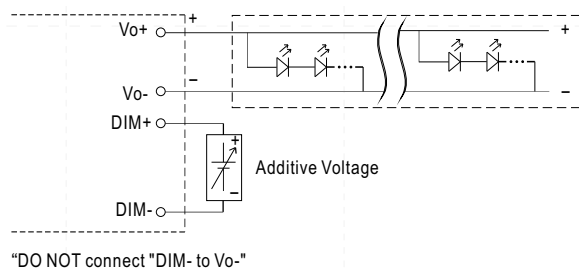 Vo+
+
+
−
Vo-
−
DIM+
+
Additive Voltage
−
DIM-
“DO NOT connect "DIM- to Vo-"